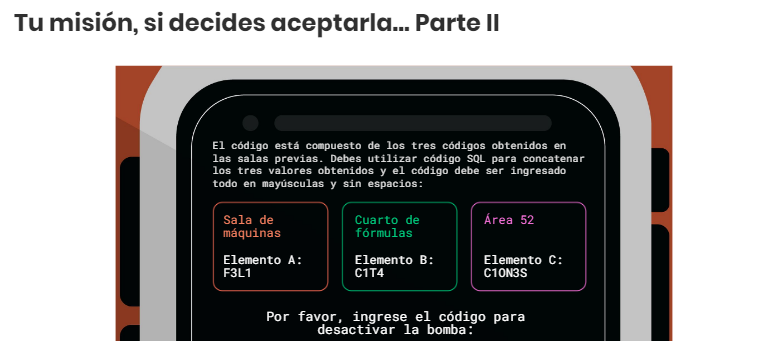 Tu misión, si decides aceptarla... Parte II
El código está compuesto de los tres códigos obtenidos en
las salas previas. Debes utilizar código SQL para concatenar
los tres valores obtenidos y el código debe ser ingresado
todo en mayúsculas y sin espacios:
Sala de
máquinas
Elemento A:
F3L1
Cuarto de
fórmulas
Elemento B:
C1T4
Área 52
Elemento C:
C1ON3S
Por favor, ingrese el código para
desactivar la bomba: